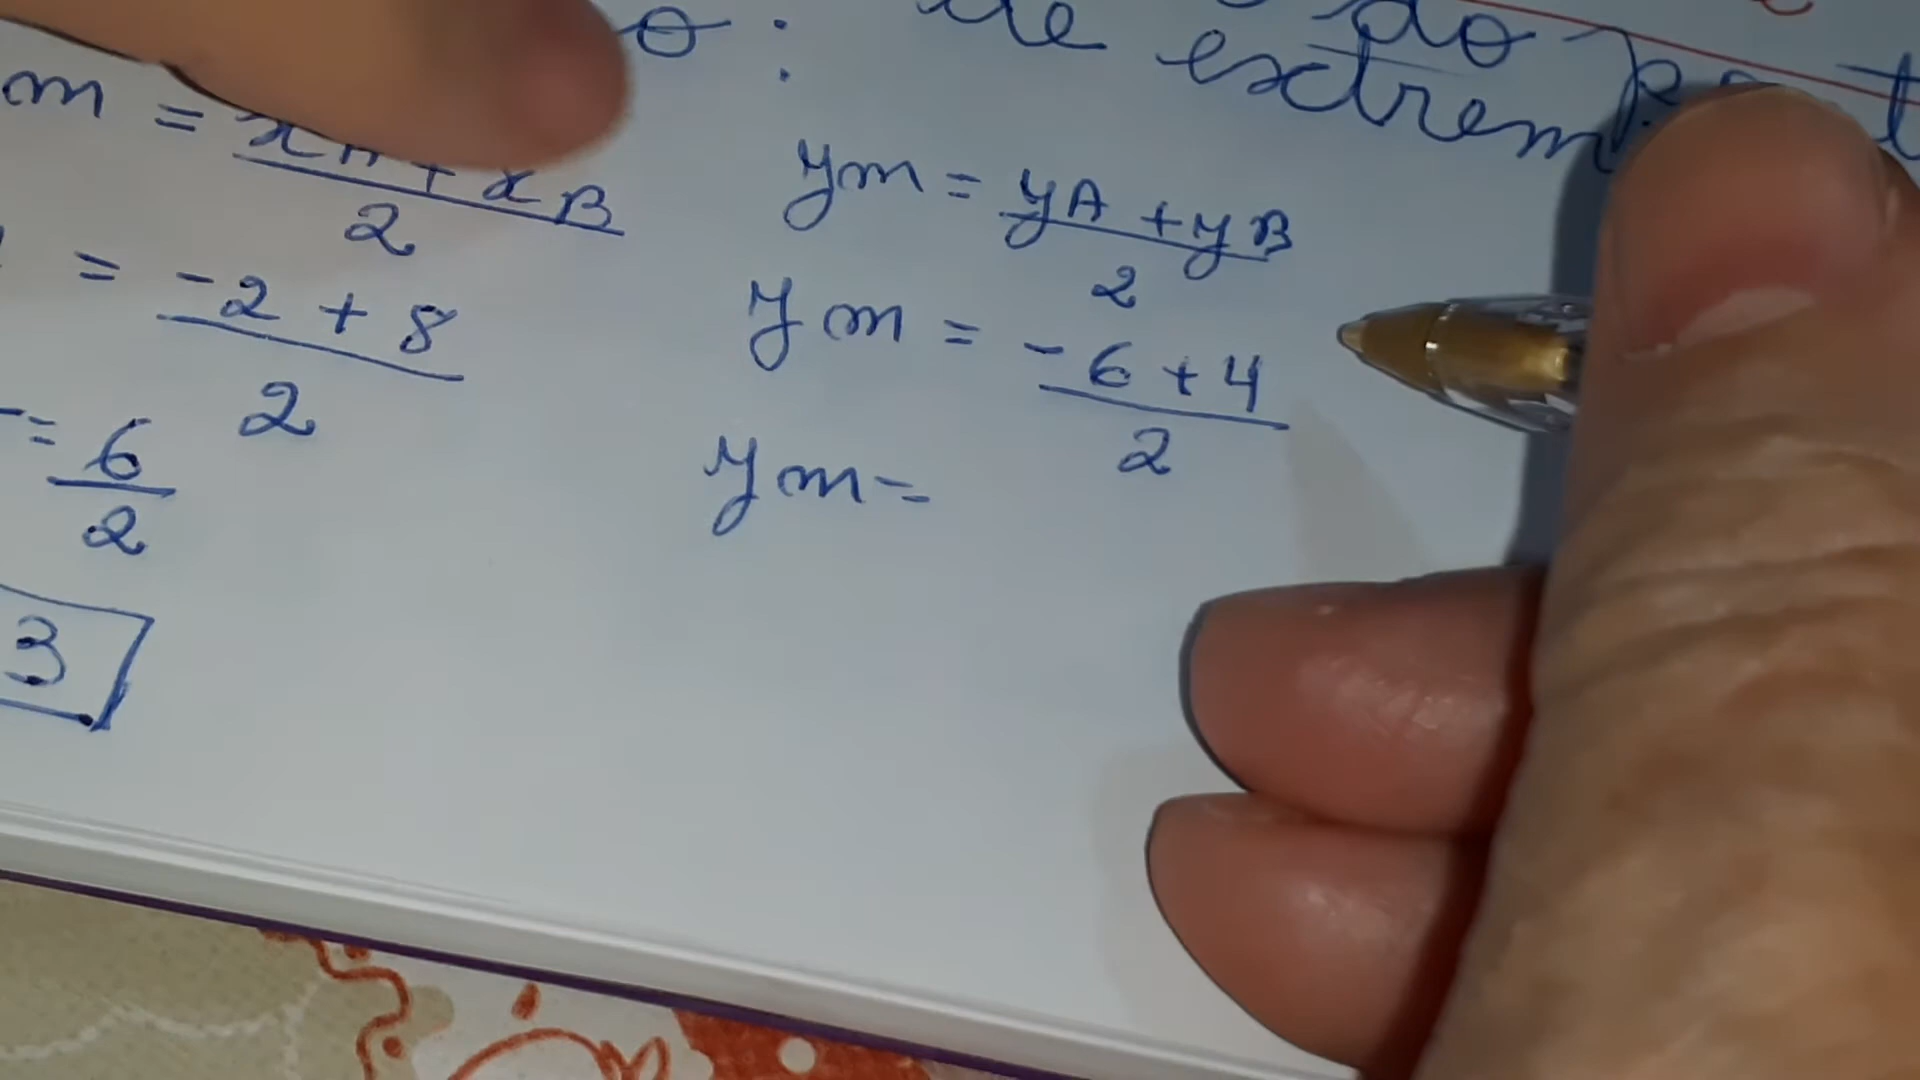 : de
do
extrem
m = xA + xB / 2
= -2 + 8 / 2
= 6 / 2
3
ym = yA + yB / 2
ym = -6 + 4 / 2
ym =